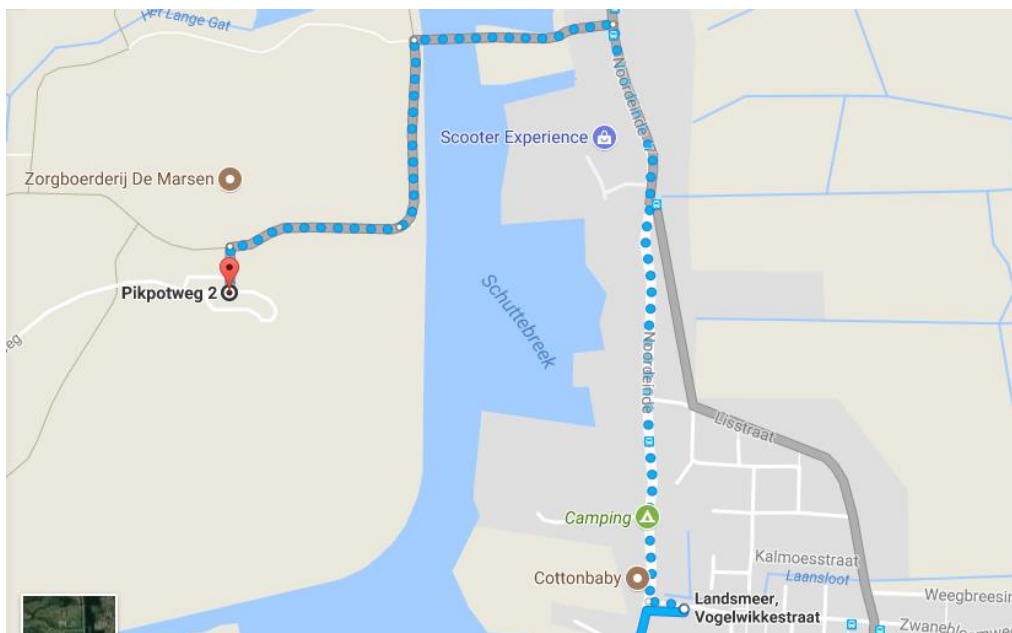 Het Lange Gat
Noordeinde
Scooter Experience
Zorgboerderij De Marsen
Pikpotweg 2
eg
Schuttebreek
Noordeinde
Lisstraat
Camping
Kalmoesstraat
Laansloot
Cottonbaby
Weegbreesin
Landsmeer,
Vogelwikkestraat